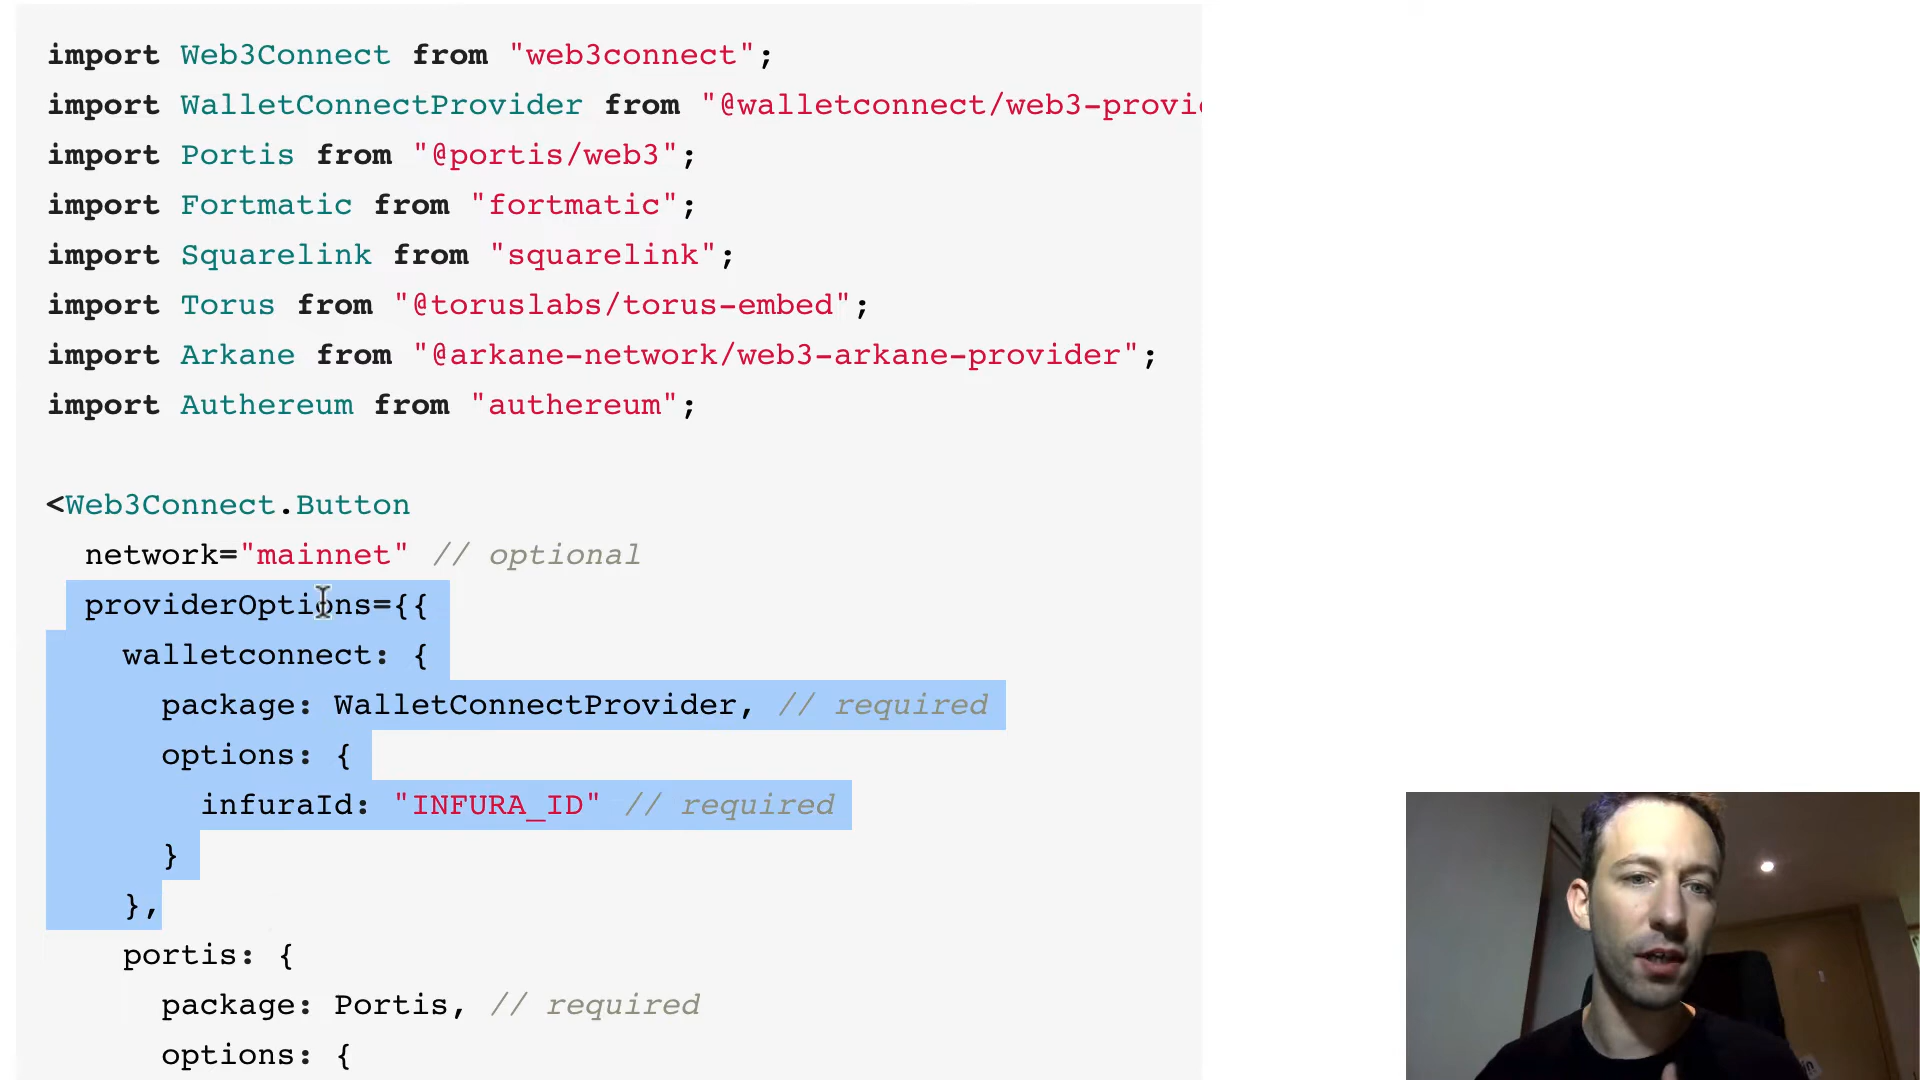 import Web3Connect from "web3connect";
import WalletConnectProvider from "@walletconnect/web3-provi
import Portis from "@portis/web3";
import Fortmatic from "fortmatic";
import Squarelink from "squarelink";
import Torus from "@toruslabs/torus-embed";
import Arkane from "@arkane-network/web3-arkane-provider";
import Authereum from "authereum";
<Web3Connect.Button
network="mainnet" // optional
providerOptions={{
walletconnect: {
package: WalletConnectProvider, // required
options: {
infuraId: "INFURA_ID" // required
}
},
portis: {
package: Portis, // required
options: {